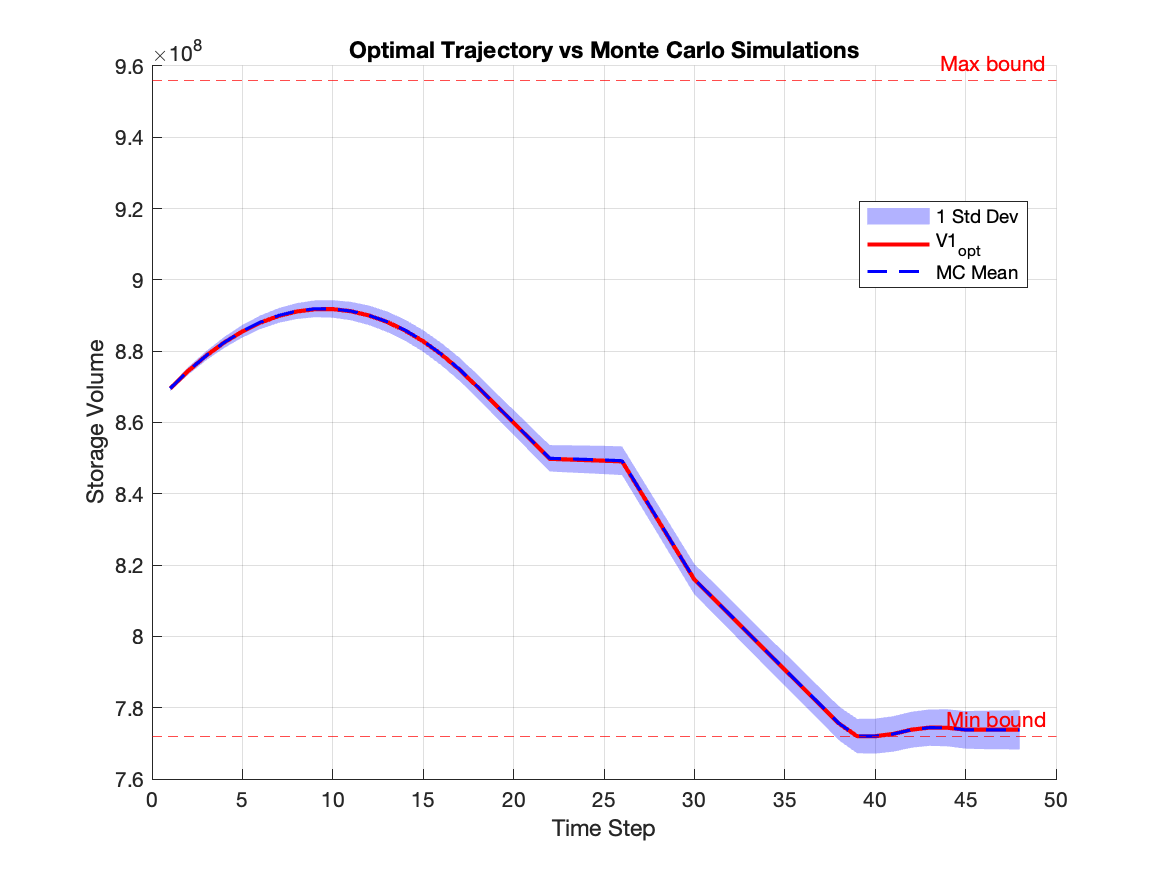 Optimal Trajectory vs Monte Carlo Simulations
×10⁸
9.6
Max bound
9.4
9.2
1 Std Dev
V1opt
MC Mean
9
8.8
8.6
8.4
8.2
8
7.8
Min bound
7.6
Storage Volume
0 5 10 15 20 25 30 35 40 45 50
Time Step